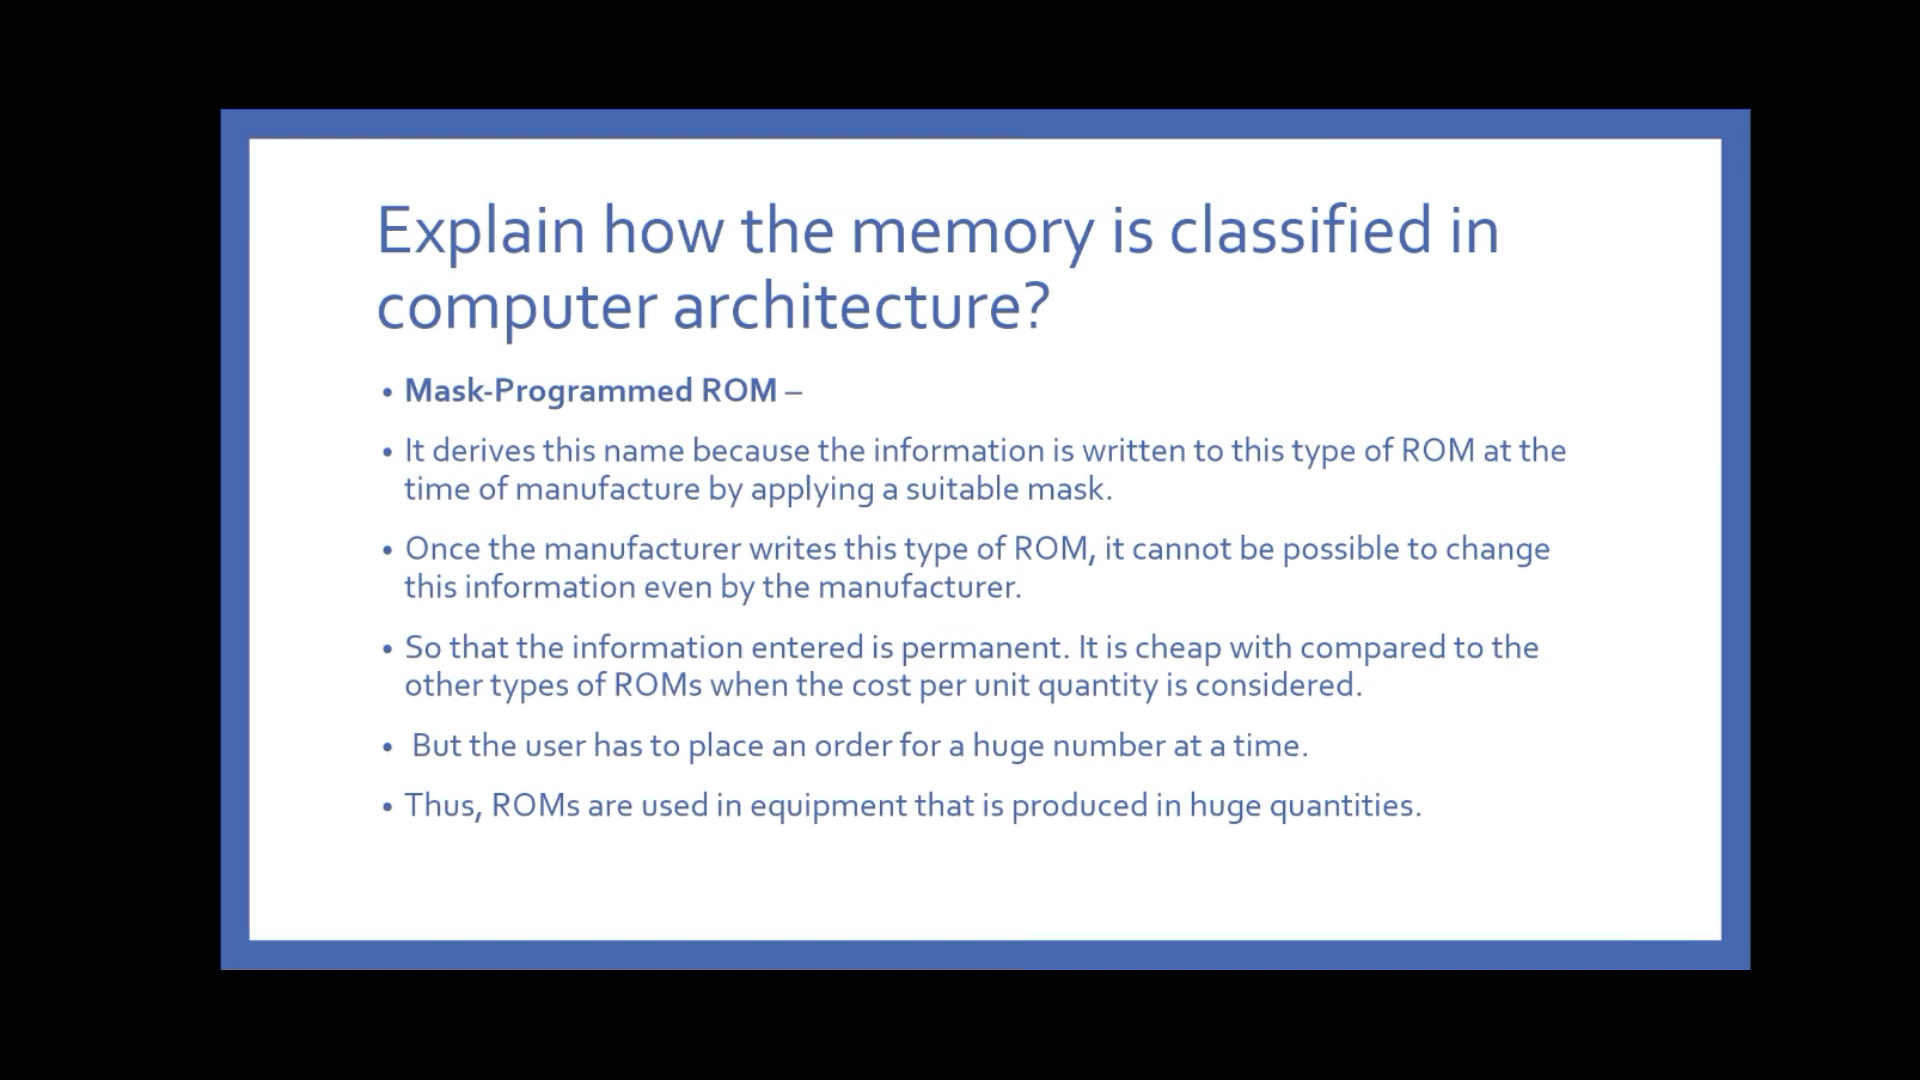 Explain how the memory is classified in
computer architecture?
• Mask-Programmed ROM –
• It derives this name because the information is written to this type of ROM at the
time of manufacture by applying a suitable mask.
• Once the manufacturer writes this type of ROM, it cannot be possible to change
this information even by the manufacturer.
• So that the information entered is permanent. It is cheap with compared to the
other types of ROMs when the cost per unit quantity is considered.
• But the user has to place an order for a huge number at a time.
• Thus, ROMs are used in equipment that is produced in huge quantities.